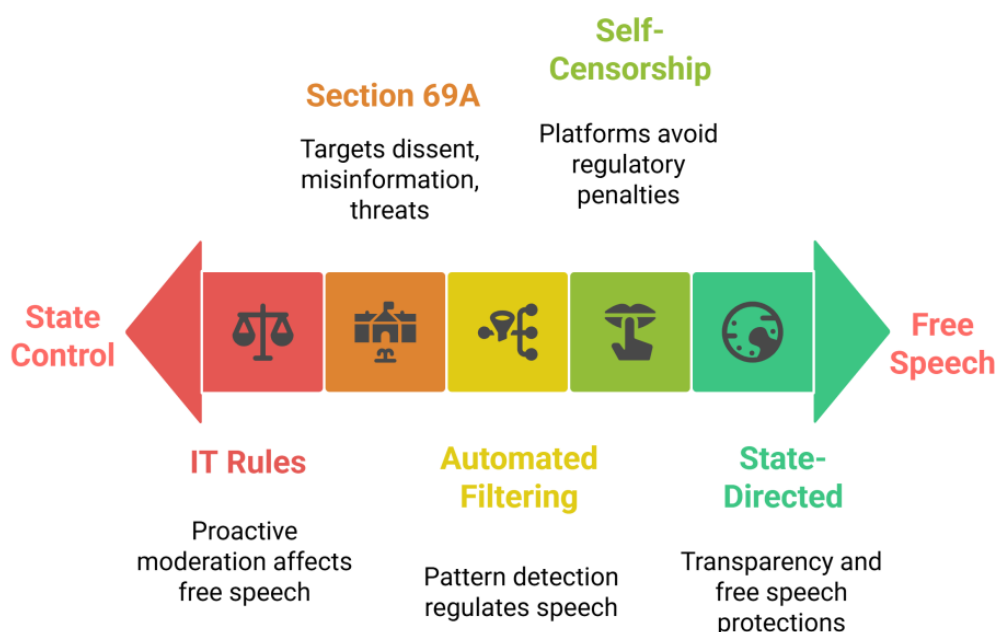 Self-
Censorship
Platforms avoid
regulatory
penalties
Section 69A
Targets dissent,
misinformation,
threats
State
Control
Free
Speech
IT Rules
Proactive
moderation affects
free speech
Automated
Filtering
Pattern detection
regulates speech
State-
Directed
Transparency and
free speech
protections